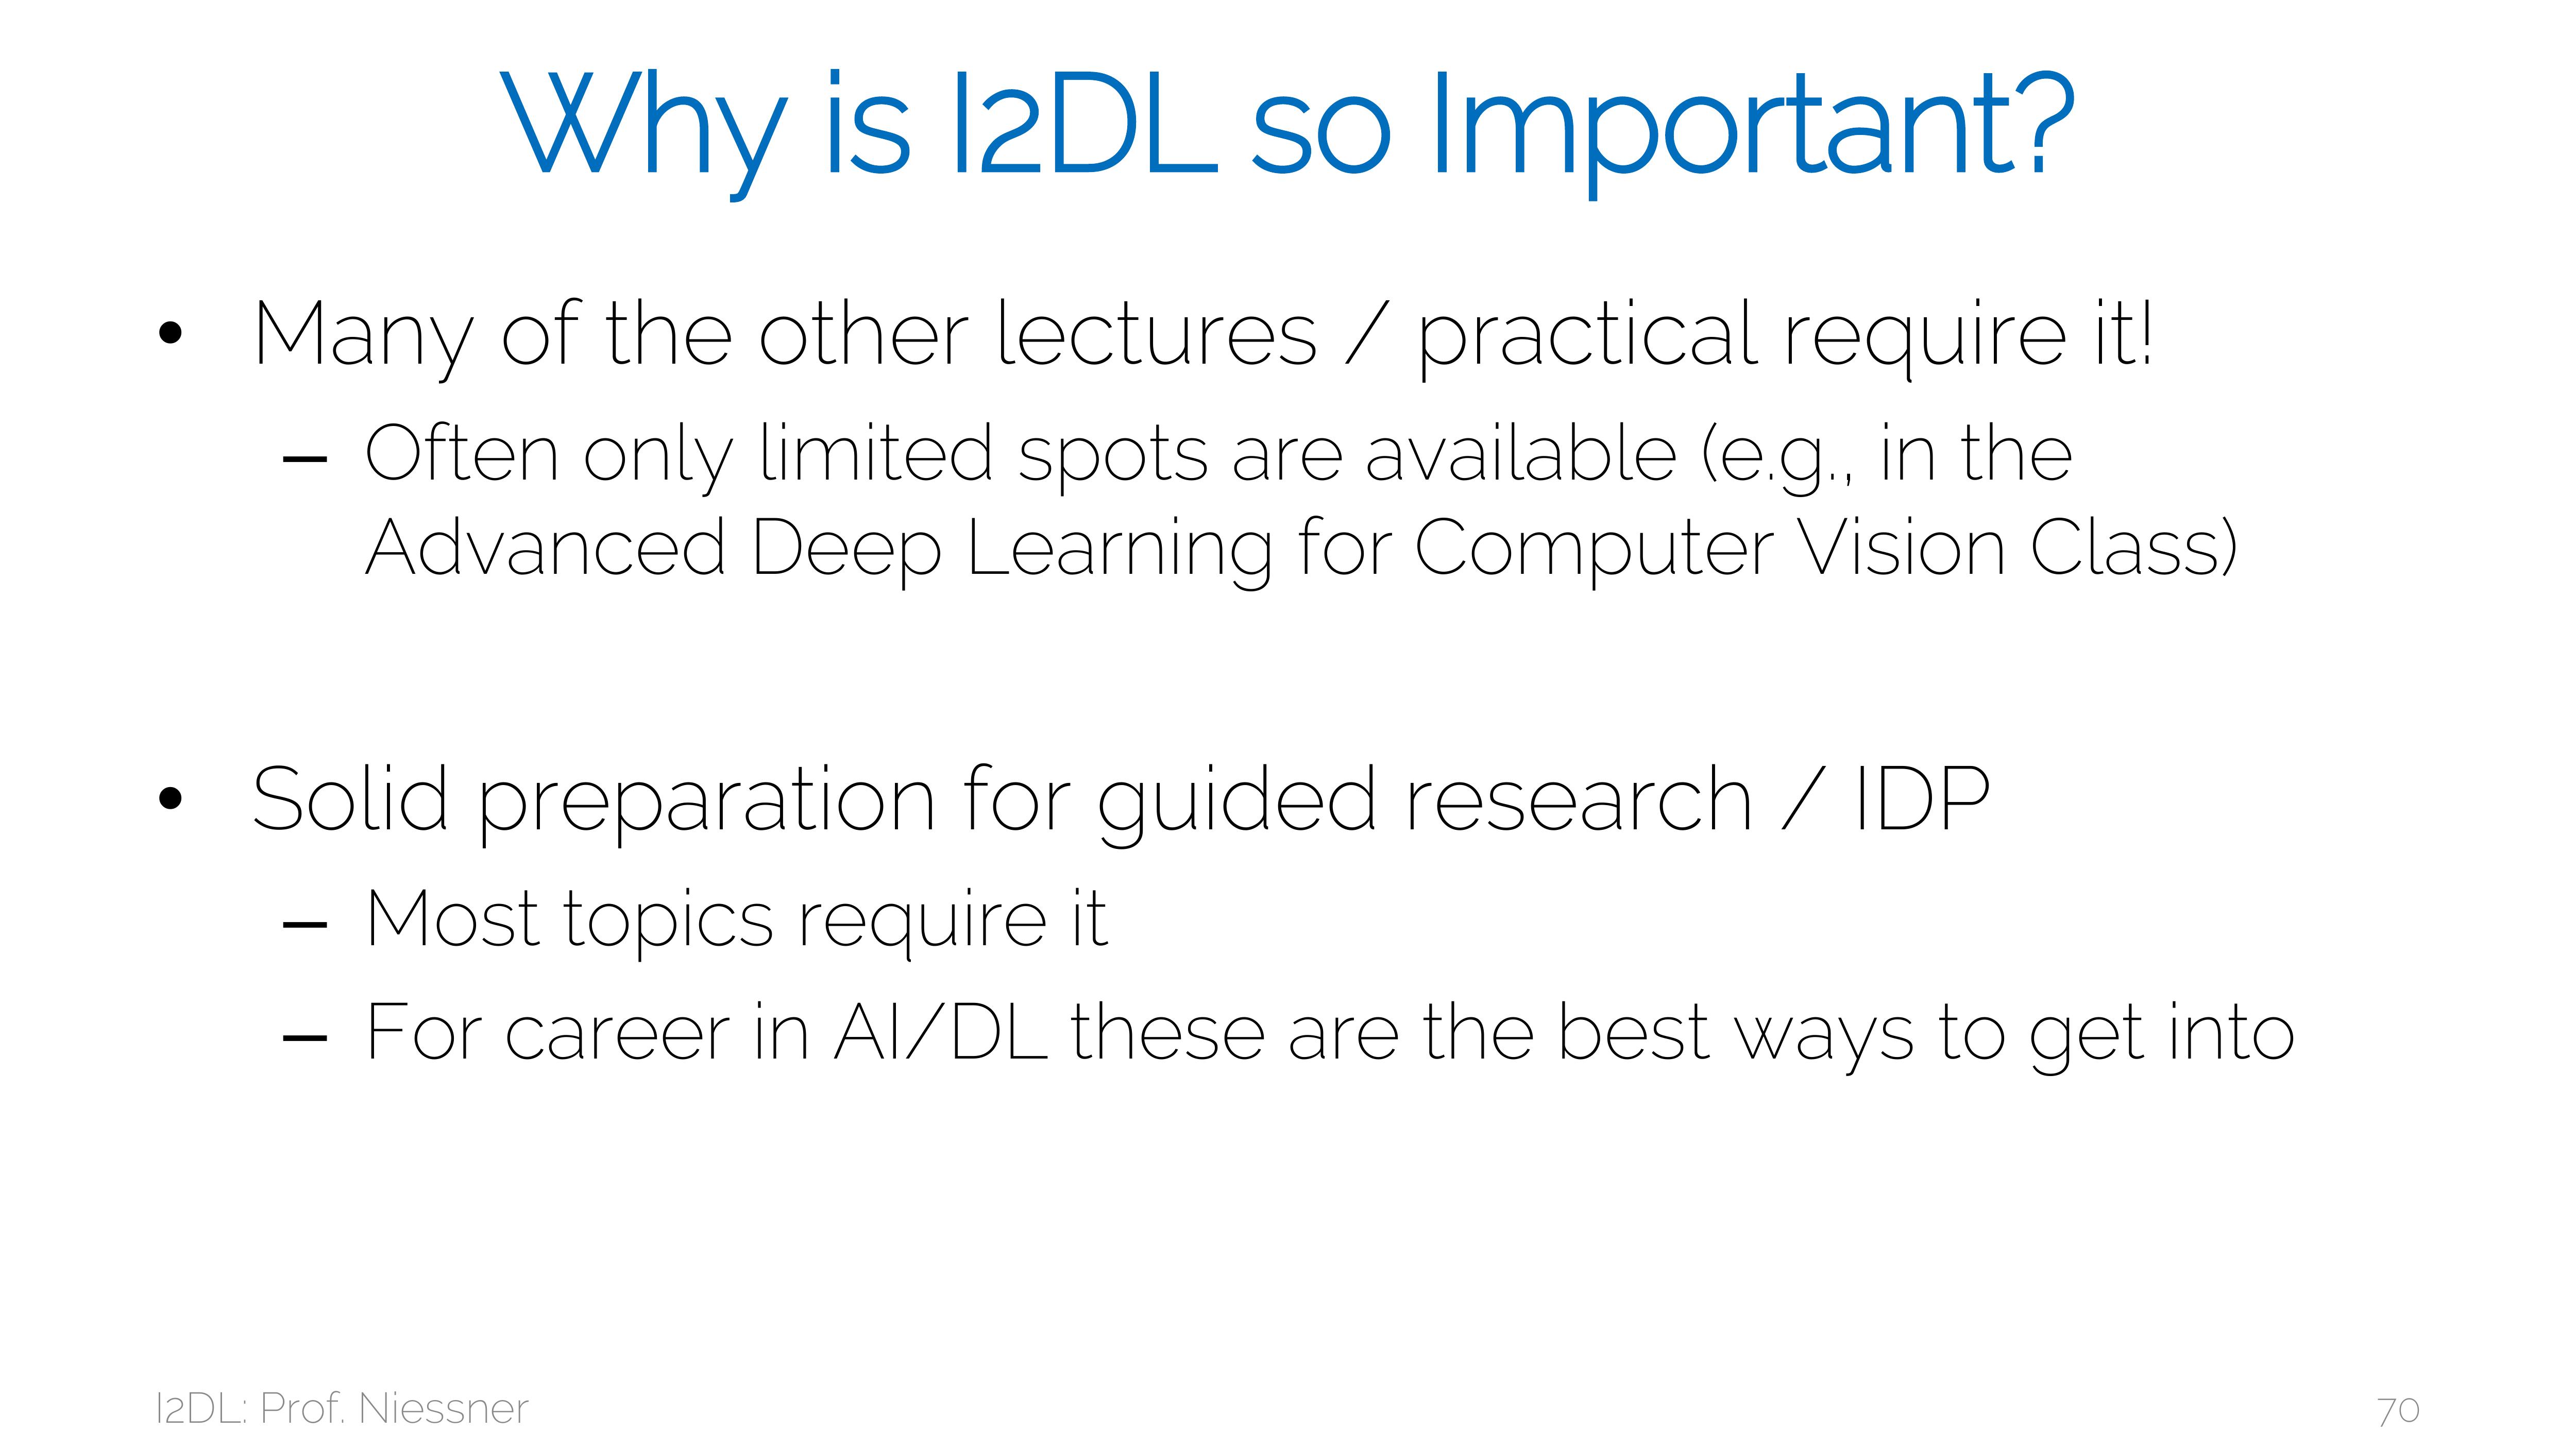 Why is I2DL so Important?
• Many of the other lectures / practical require it!
– Often only limited spots are available (e.g., in the
Advanced Deep Learning for Computer Vision Class)
• Solid preparation for guided research / IDP
– Most topics require it
– For career in AI/DL these are the best ways to get into
I2DL: Prof. Niessner
70